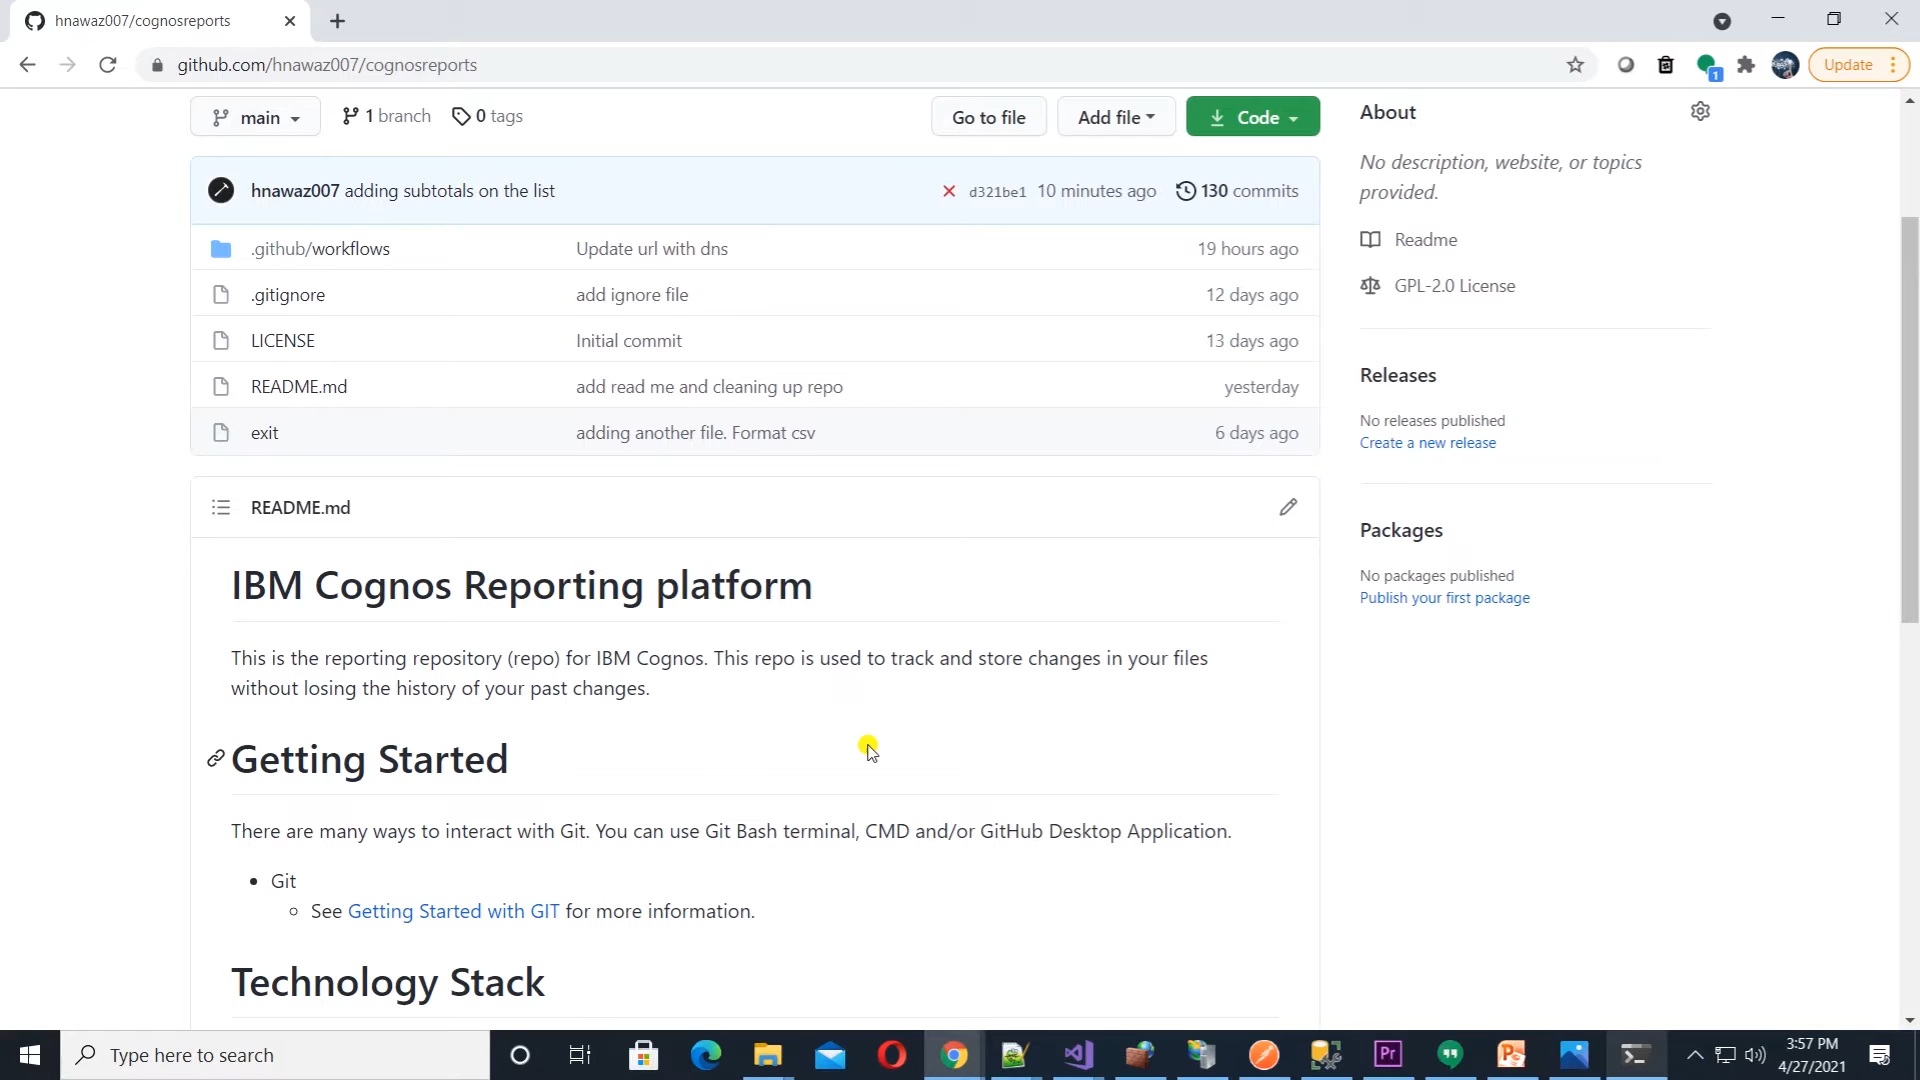 hnawaz007/cognosreports
github.com/hnawaz007/cognosreports
1
Update
main
1 branch
0 tags
Go to file
Add file
Code
About
No description, website, or topics
provided.
hnawaz007 adding subtotals on the list
d321be1 10 minutes ago
130 commits
.github/workflows
Update url with dns
19 hours ago
Readme
.gitignore
add ignore file
12 days ago
GPL-2.0 License
LICENSE
Initial commit
13 days ago
README.md
add read me and cleaning up repo
yesterday
Releases
No releases published
Create a new release
exit
adding another file. Format csv
6 days ago
README.md
Packages
No packages published
Publish your first package
IBM Cognos Reporting platform
This is the reporting repository (repo) for IBM Cognos. This repo is used to track and store changes in your files
without losing the history of your past changes.
Getting Started
There are many ways to interact with Git. You can use Git Bash terminal, CMD and/or GitHub Desktop Application.
Git
See Getting Started with GIT for more information.
Technology Stack
Type here to search
Pr
3:57 PM
4/27/2021